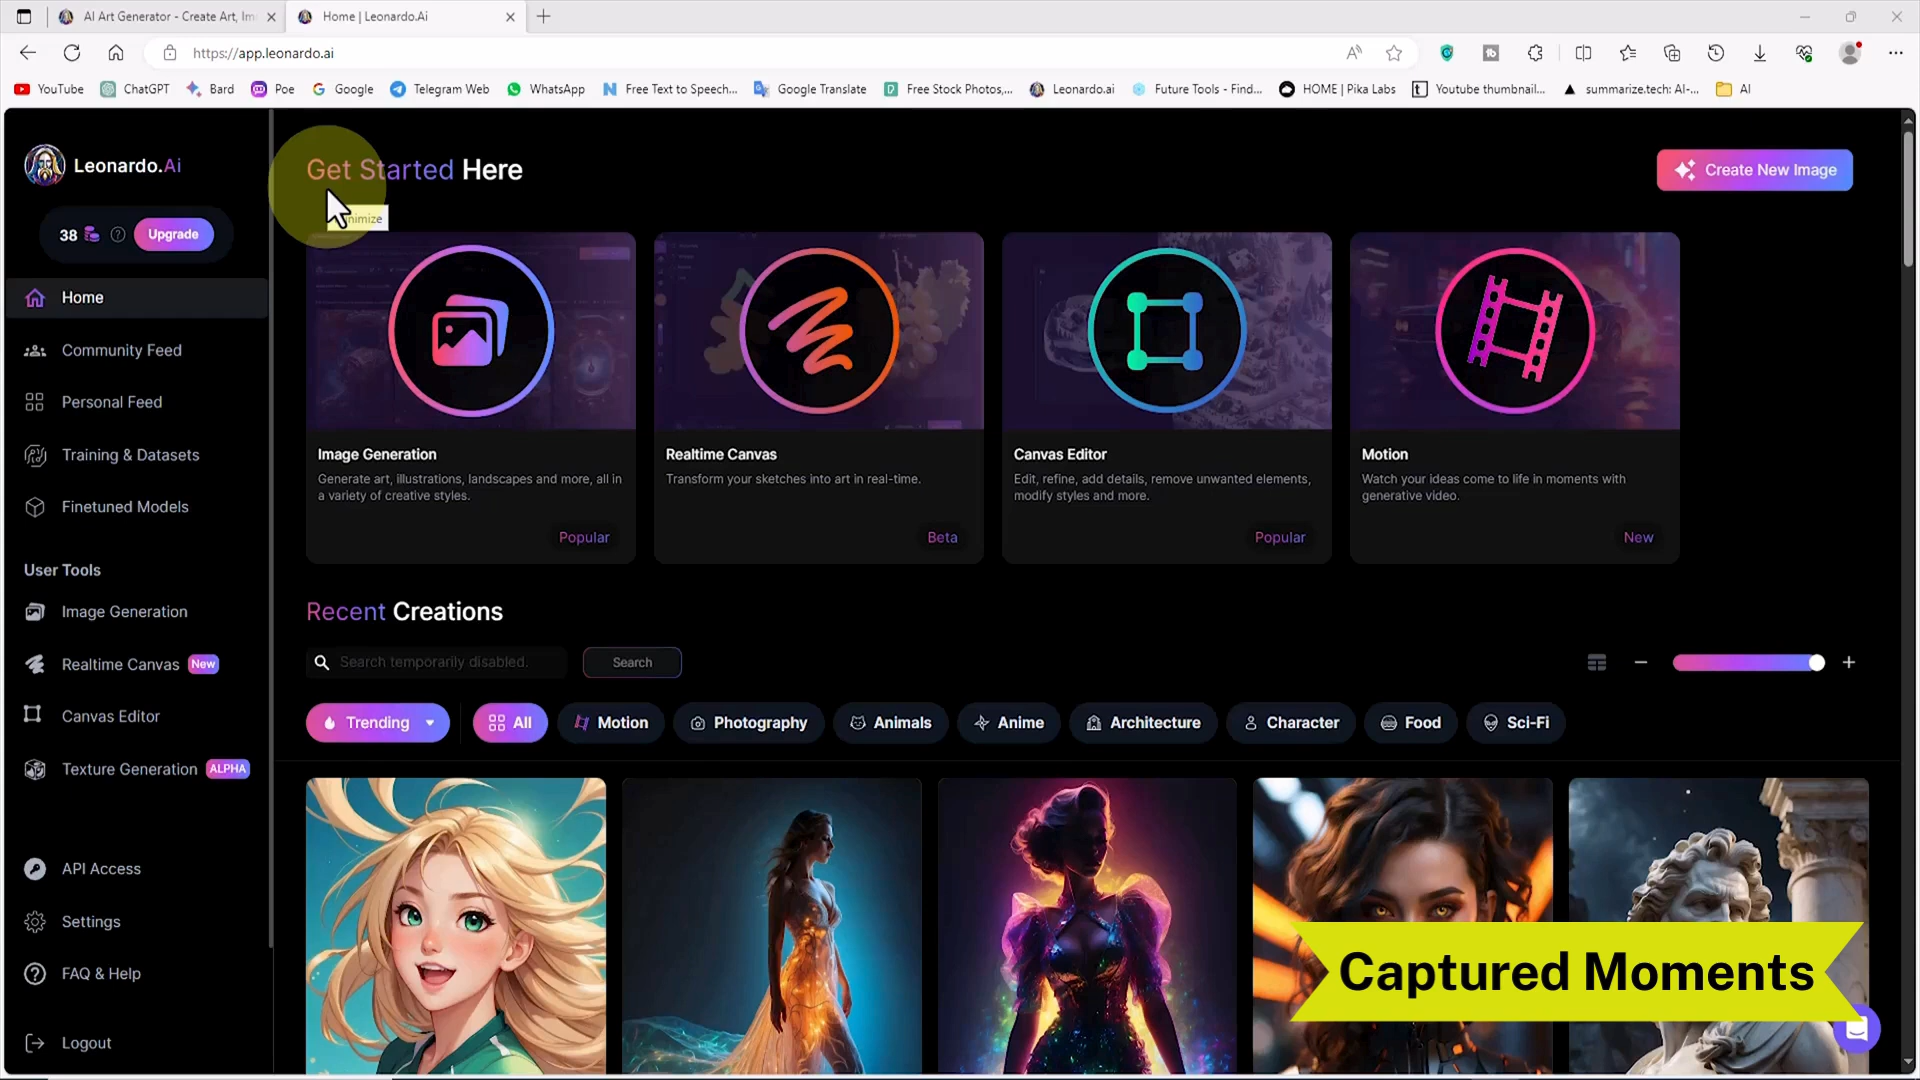 AI Art Generator - Create Art, Im
Home | Leonardo.Ai
https://app.leonardo.ai
YouTube
ChatGPT
Bard
Poe
Google
Telegram Web
WhatsApp
Free Text to Speech...
Google Translate
Free Stock Photos,...
Leonardo.ai
Future Tools - Find...
HOME | Pika Labs
Youtube thumbnail...
summarize.tech: AI-...
AI
Leonardo.Ai
38
Upgrade
Home
Community Feed
Personal Feed
Training & Datasets
Finetuned Models
User Tools
Image Generation
Realtime Canvas New
Canvas Editor
Texture Generation ALPHA
API Access
Settings
FAQ & Help
Logout
Get Started Here
Create New Image
Image Generation
Generate art, illustrations, landscapes and more, all in
a variety of creative styles.
Popular
Realtime Canvas
Transform your sketches into art in real-time.
Beta
Canvas Editor
Edit, refine, add details, remove unwanted elements,
modify styles and more.
Popular
Motion
Watch your ideas come to life in moments with
generative video.
New
Recent Creations
Search temporarily disabled.
Search
Trending
All
Motion
Photography
Animals
Anime
Architecture
Character
Food
Sci-Fi
Captured Moments